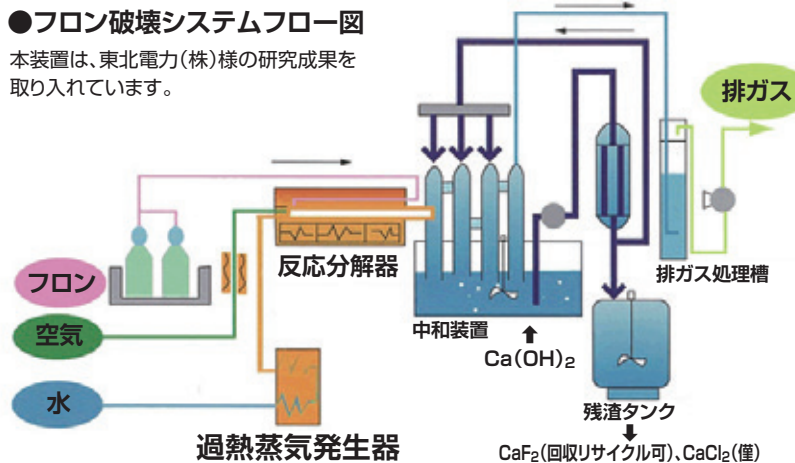 ●フロン破壊システムフロー図
本装置は、東北電力(株)様の研究成果を
取り入れています。
排ガス
反応分解器
フロン
排ガス処理槽
空気
中和装置
Ca(OH)₂
水
残渣タンク
過熱蒸気発生器
CaF₂(回収リサイクル可)、CaCl₂(僅)